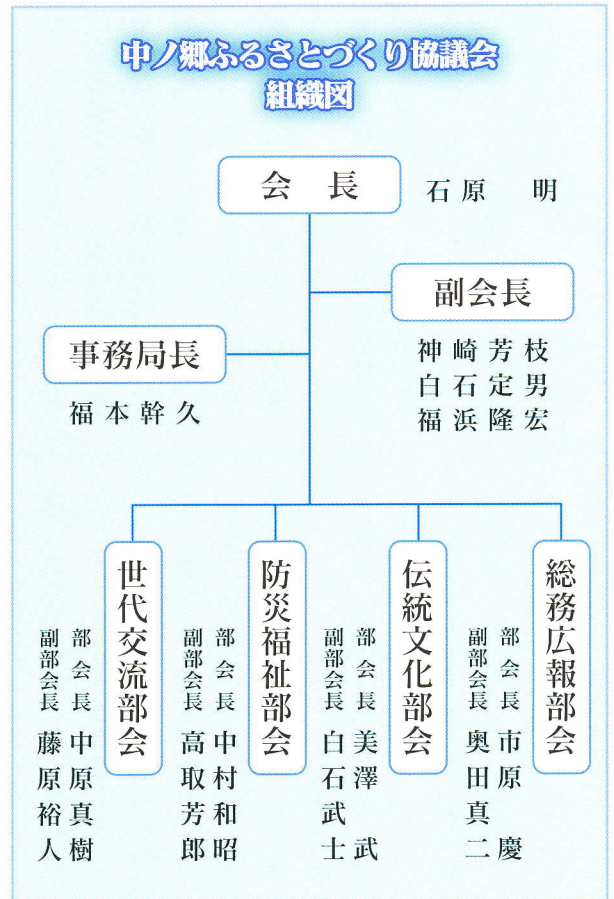 中ノ郷ふるさとづくり協議会
組織図
会　長
石原　明
副会長
神崎芳枝
白石定男
福浜隆宏
事務局長
福本幹久
総務広報部会
部会長　市原　慶
副部会長　奥田真二
伝統文化部会
部会長　美澤　武
副部会長　白石武士
防災福祉部会
部会長　中村和昭
副部会長　高取芳郎
世代交流部会
部会長　中原真樹
副部会長　藤原裕人